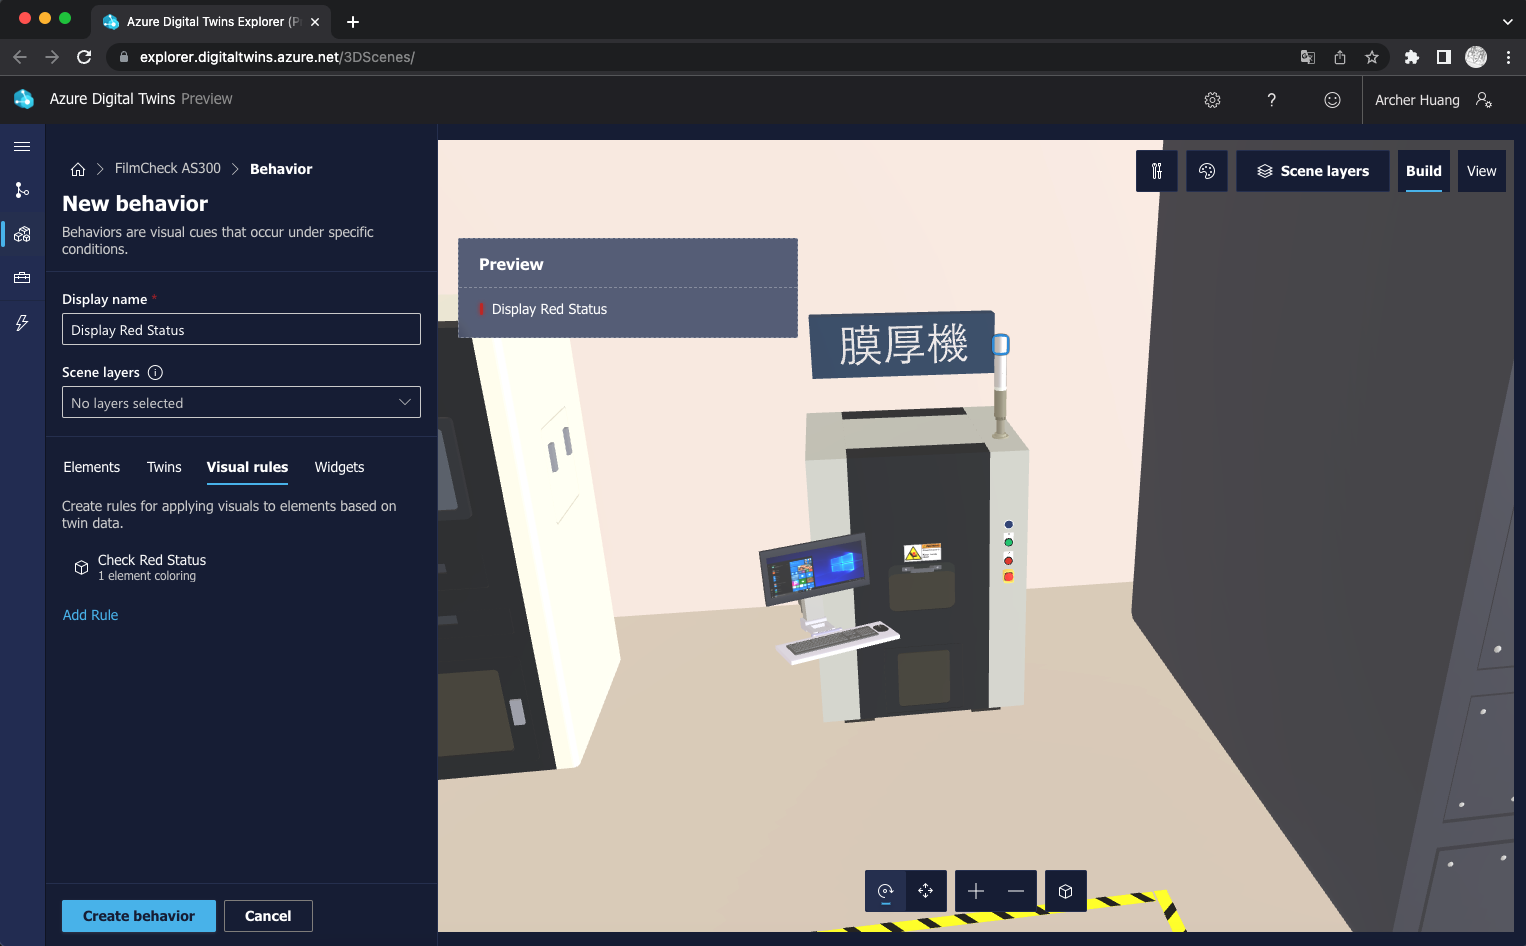 Azure Digital Twins Explorer (P
explorer.digitaltwins.azure.net/3DScenes/
Azure Digital Twins Preview
Archer Huang
FilmCheck AS300
Behavior
New behavior
Behaviors are visual cues that occur under specific
conditions.
Display name *
Display Red Status
Scene layers
No layers selected
Elements
Twins
Visual rules
Widgets
Create rules for applying visuals to elements based on
twin data.
Check Red Status
1 element coloring
Add Rule
Create behavior
Cancel
Scene layers
Build
View
Preview
Display Red Status
膜厚機